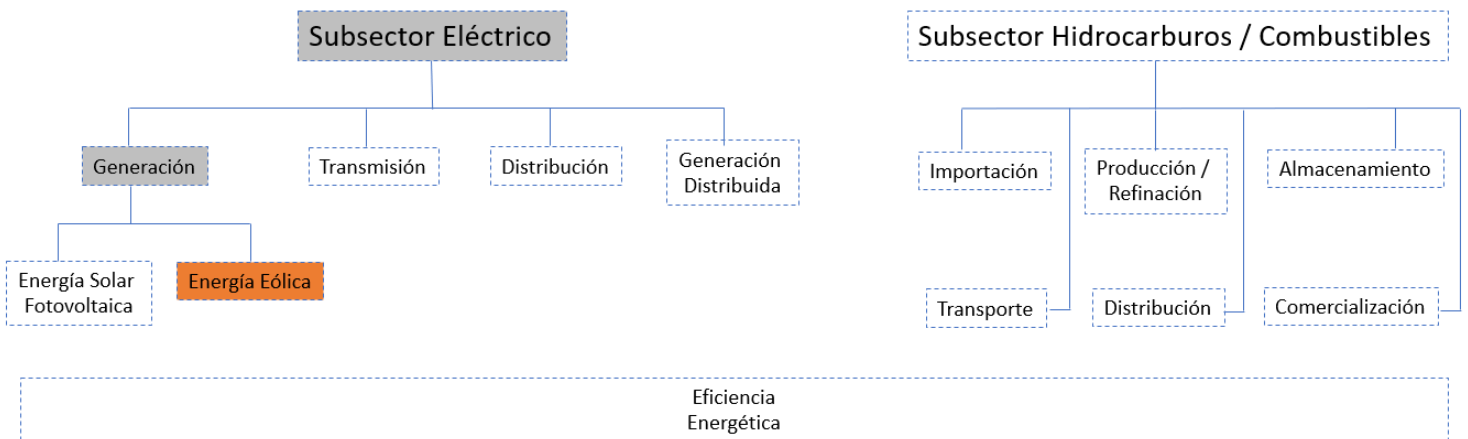 Subsector Eléctrico
Subsector Hidrocarburos / Combustibles
Generación
Transmisión
Distribución
Generación
Distribuida
Importación
Producción /
Refinación
Almacenamiento
Energía Solar
Fotovoltaica
Energía Eólica
Transporte
Distribución
Comercialización
Eficiencia
Energética